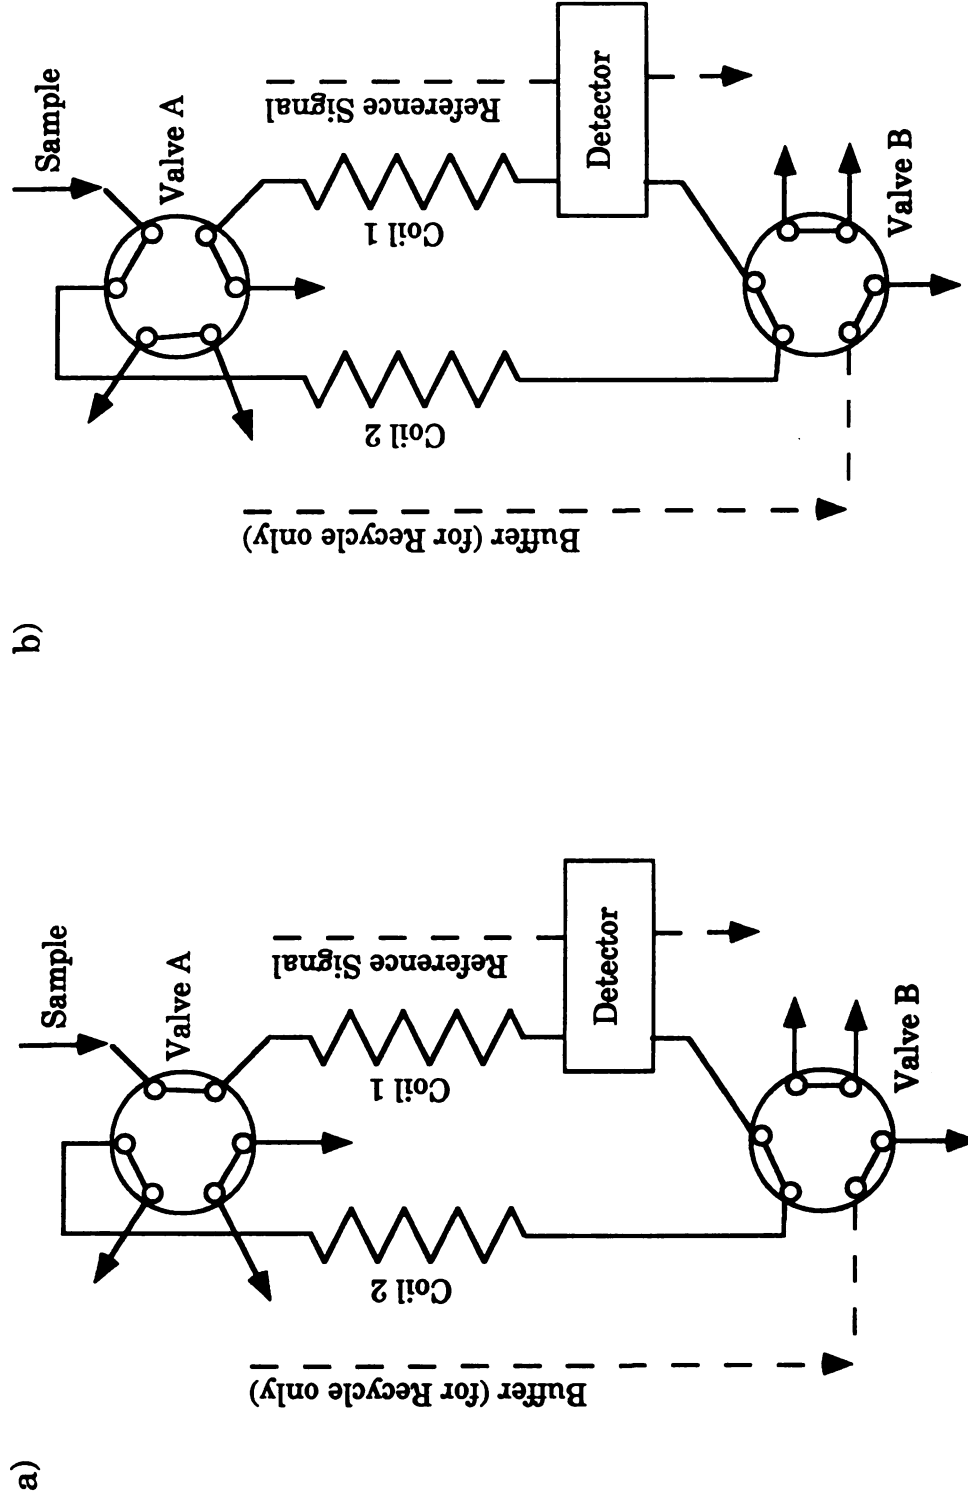 a)
Sample
Valve A
Reference Signal
Coil 1
Detector
Coil 2
Valve B
Buffer (for Recycle only)
b)
Sample
Valve A
Reference Signal
Coil 1
Detector
Coil 2
Valve B
Buffer (for Recycle only)